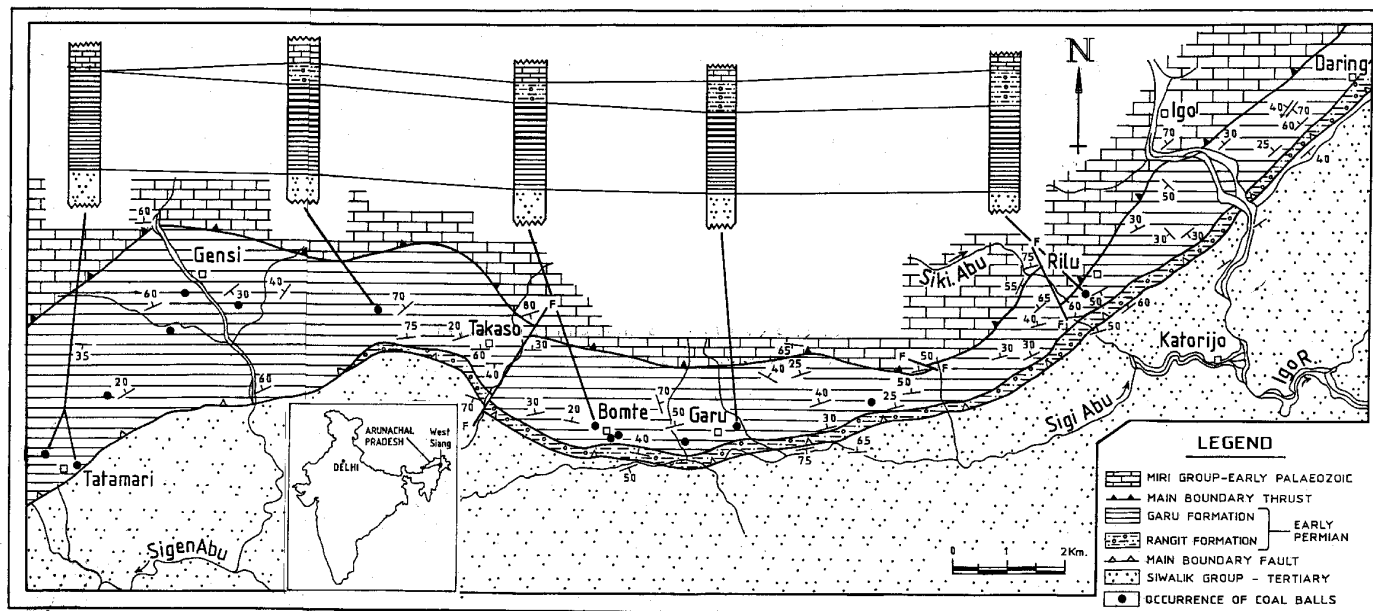 N
Daring
Igo
40
70
60
30
25
40
70
50
30
30
30
60
Gensi
60
30
40
70
80
F
Siki. Abu
75
F
Rilu
55
65
50
60
60
40
F
50
35
75
20
Takaso
60
30
40
65
25
F
50
F
30
30
Katorijo
Igo R.
20
60
70
F
30
20
Bomte
70
50
Garu
40
40
30
50
25
65
75
50
Sigi Abu
Tatamari
Sigen Abu
ARUNACHAL
PRADESH
West
Siang
DELHI
0 1 2Km.
LEGEND
MIRI GROUP-EARLY PALAEOZOIC
MAIN BOUNDARY THRUST
GARU FORMATION
EARLY
PERMIAN
RANGIT FORMATION
MAIN BOUNDARY FAULT
SIWALIK GROUP - TERTIARY
OCCURRENCE OF COAL BALLS